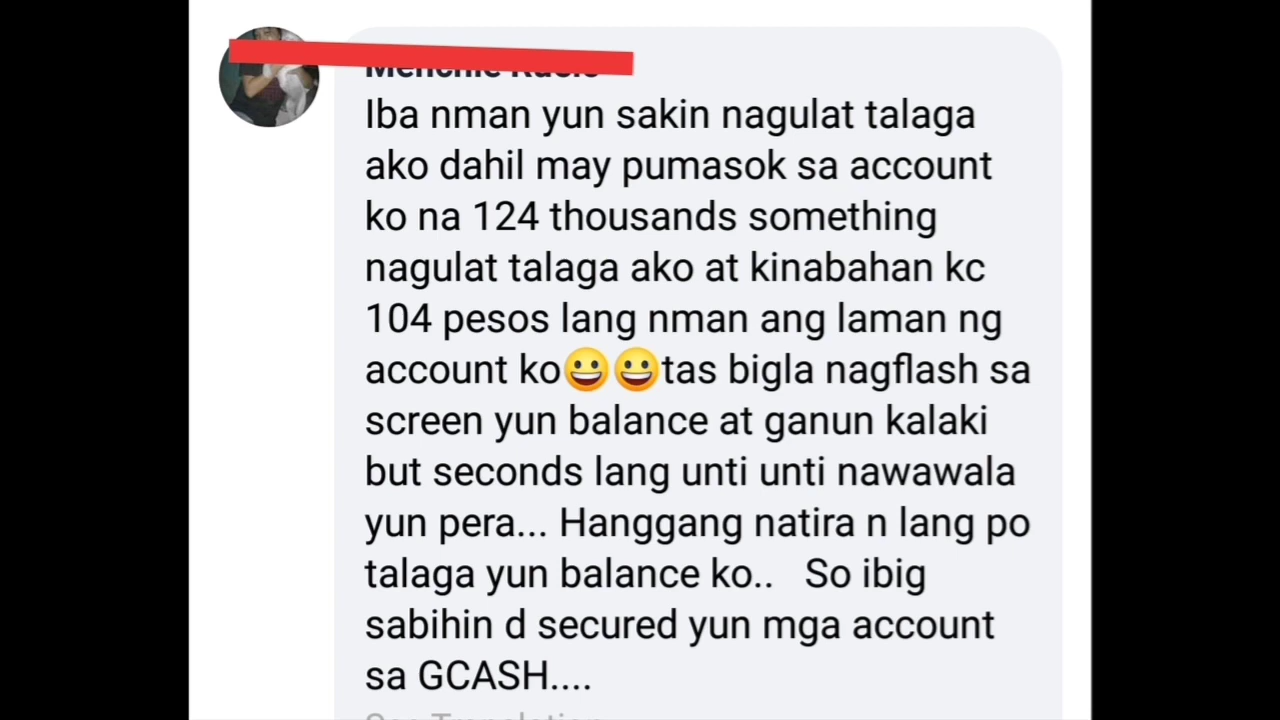 Iba nman yun sakin nagulat talaga
ako dahil may pumasok sa account
ko na 124 thousands something
nagulat talaga ako at kinabahan kc
104 pesos lang nman ang laman ng
account ko😀😀tas bigla nagflash sa
screen yun balance at ganun kalaki
but seconds lang unti unti nawawala
yun pera... Hanggang natira n lang po
talaga yun balance ko.. So ibig
sabihin d secured yun mga account
sa GCASH....
See Translation